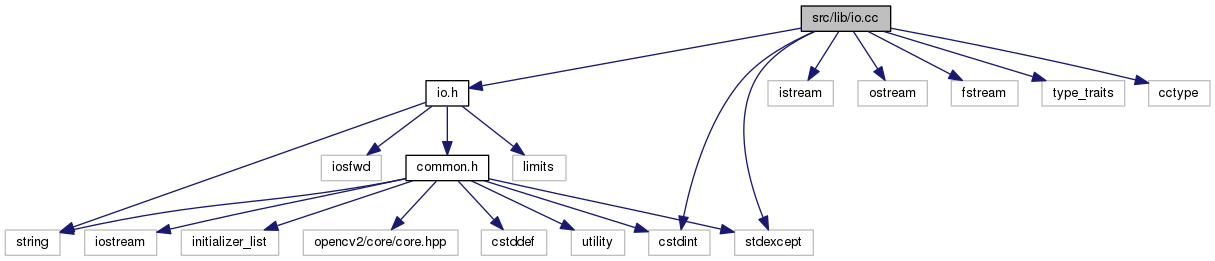 src/lib/io.cc
io.h
istream
ostream
fstream
type_traits
cctype
iosfwd
common.h
limits
string
iostream
initializer_list
opencv2/core/core.hpp
cstddef
utility
cstdint
stdexcept